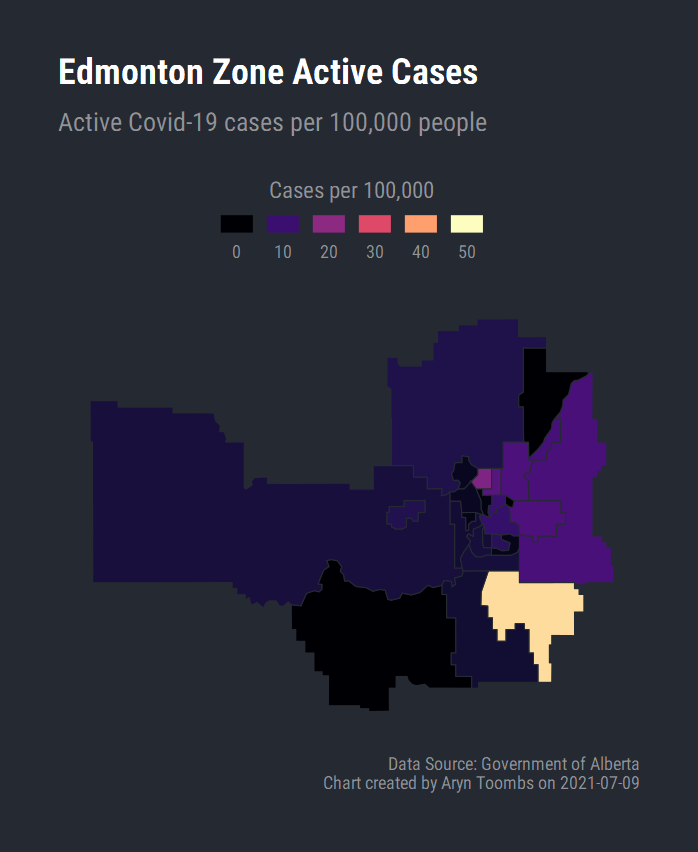 Edmonton Zone Active Cases
Active Covid-19 cases per 100,000 people
Cases per 100,000
0 10 20 30 40 50
Data Source: Government of Alberta
Chart created by Aryn Toombs on 2021-07-09